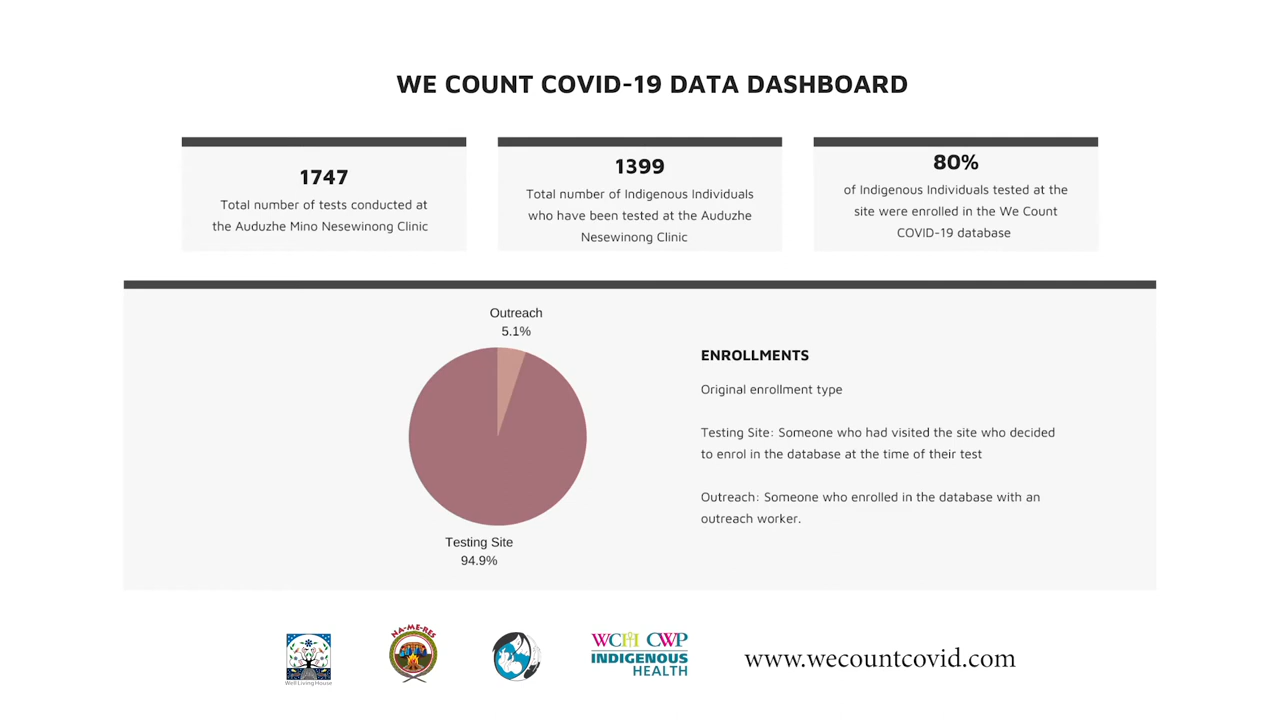 WE COUNT COVID-19 DATA DASHBOARD
1747
Total number of tests conducted at
the Auduzhe Mino Nesewinong Clinic
1399
Total number of Indigenous Individuals
who have been tested at the Auduzhe
Nesewinong Clinic
80%
of Indigenous Individuals tested at the
site were enrolled in the We Count
COVID-19 database
Outreach
5.1%
Testing Site
94.9%
ENROLLMENTS
Original enrollment type
Testing Site: Someone who had visited the site who decided
to enrol in the database at the time of their test
Outreach: Someone who enrolled in the database with an
outreach worker.
Well Living House
NA-ME-RES
WCIH CWP
INDIGENOUS
HEALTH
www.wecountcovid.com